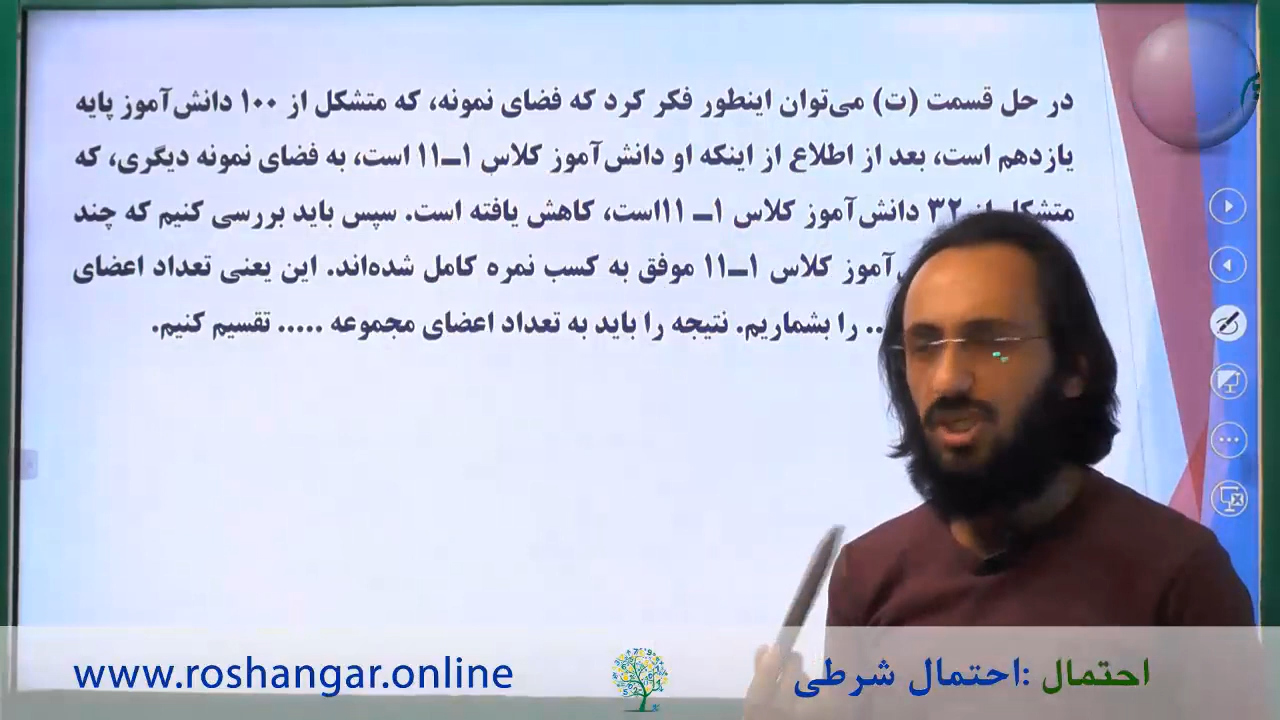 در حل قسمت (ت) می‌توان اینطور فکر کرد که فضای نمونه، که متشکل از ۱۰۰ دانش‌آموز پایه
یازدهم است، بعد از اطلاع از اینکه او دانش‌آموز کلاس ۱ـ۱۱ است، به فضای نمونه دیگری، که
متشکل از ۳۲ دانش‌آموز کلاس ۱ـ ۱۱است، کاهش یافته است. سپس باید بررسی کنیم که چند
آموز کلاس ۱ـ۱۱ موفق به کسب نمره کامل شده‌اند. این یعنی تعداد اعضای
.. را بشماریم. نتیجه را باید به تعداد اعضای مجموعه ..... تقسیم کنیم.
احتمال :احتمال شرطی
www.roshangar.online